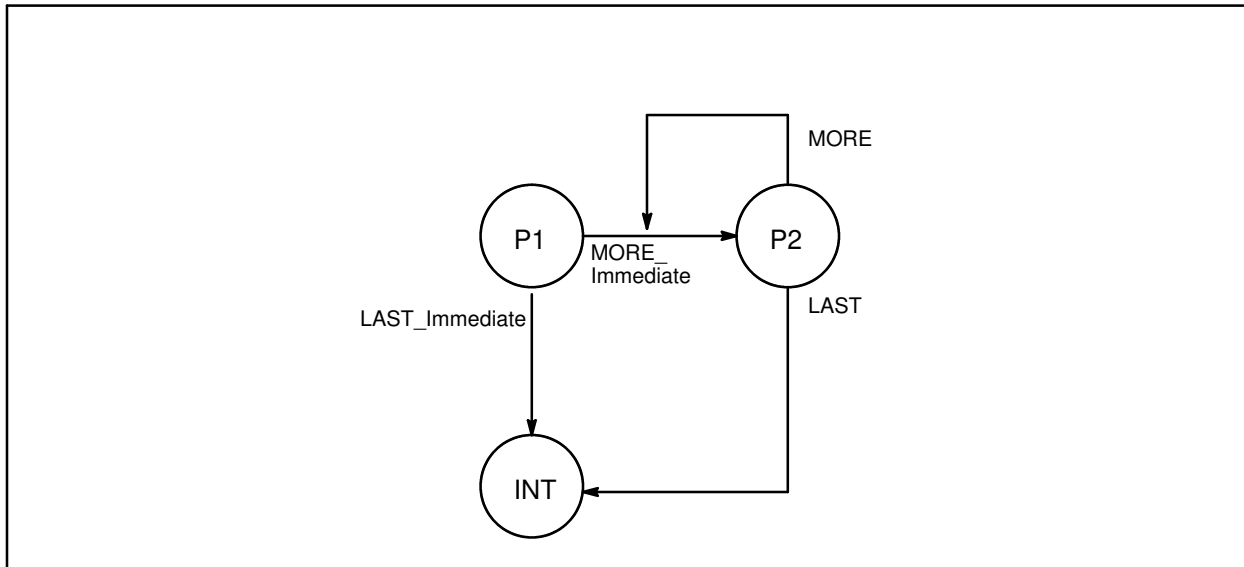 MORE
P1
P2
MORE_
Immediate
LAST
LAST_Immediate
INT